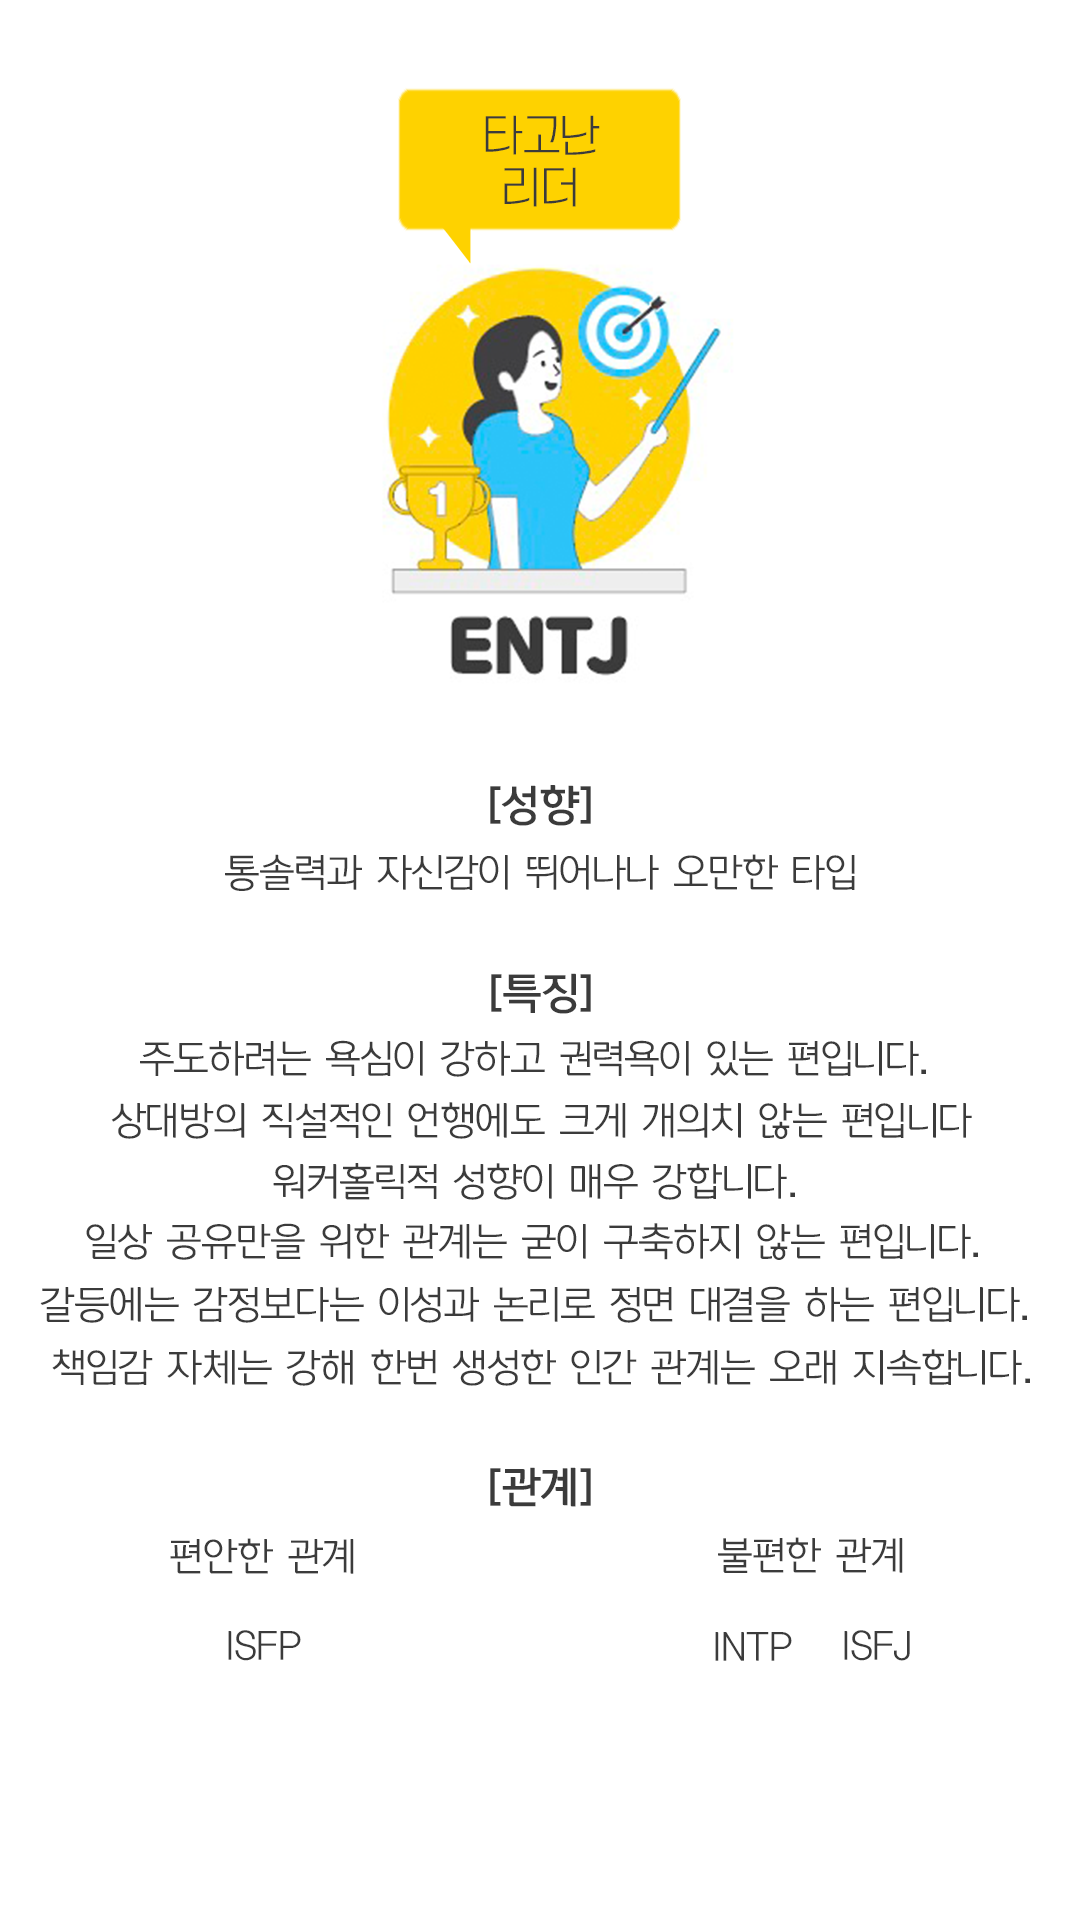 타고난
리더
1
ENTJ
[성향]
통솔력과 자신감이 뛰어나나 오만한 타입
[특징]
주도하려는 욕심이 강하고 권력욕이 있는 편입니다.
상대방의 직설적인 언행에도 크게 개의치 않는 편입니다
워커홀릭적 성향이 매우 강합니다.
일상 공유만을 위한 관계는 굳이 구축하지 않는 편입니다.
갈등에는 감정보다는 이성과 논리로 정면 대결을 하는 편입니다.
책임감 자체는 강해 한번 생성한 인간 관계는 오래 지속합니다.
[관계]
편안한 관계 불편한 관계
ISFP INTP ISFJ